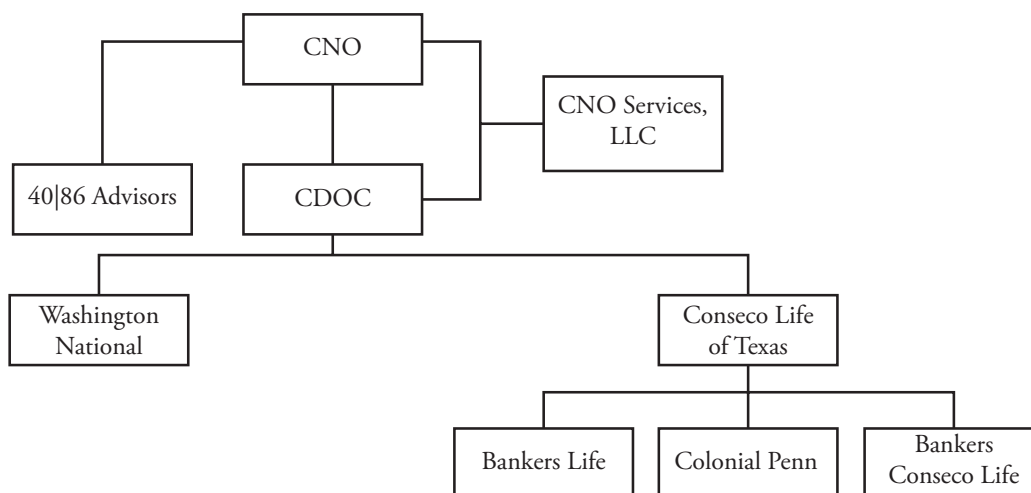 CNO
CNO Services,
LLC
40|86 Advisors
CDOC
Washington
National
Conseco Life
of Texas
Bankers Life
Colonial Penn
Bankers
Conseco Life